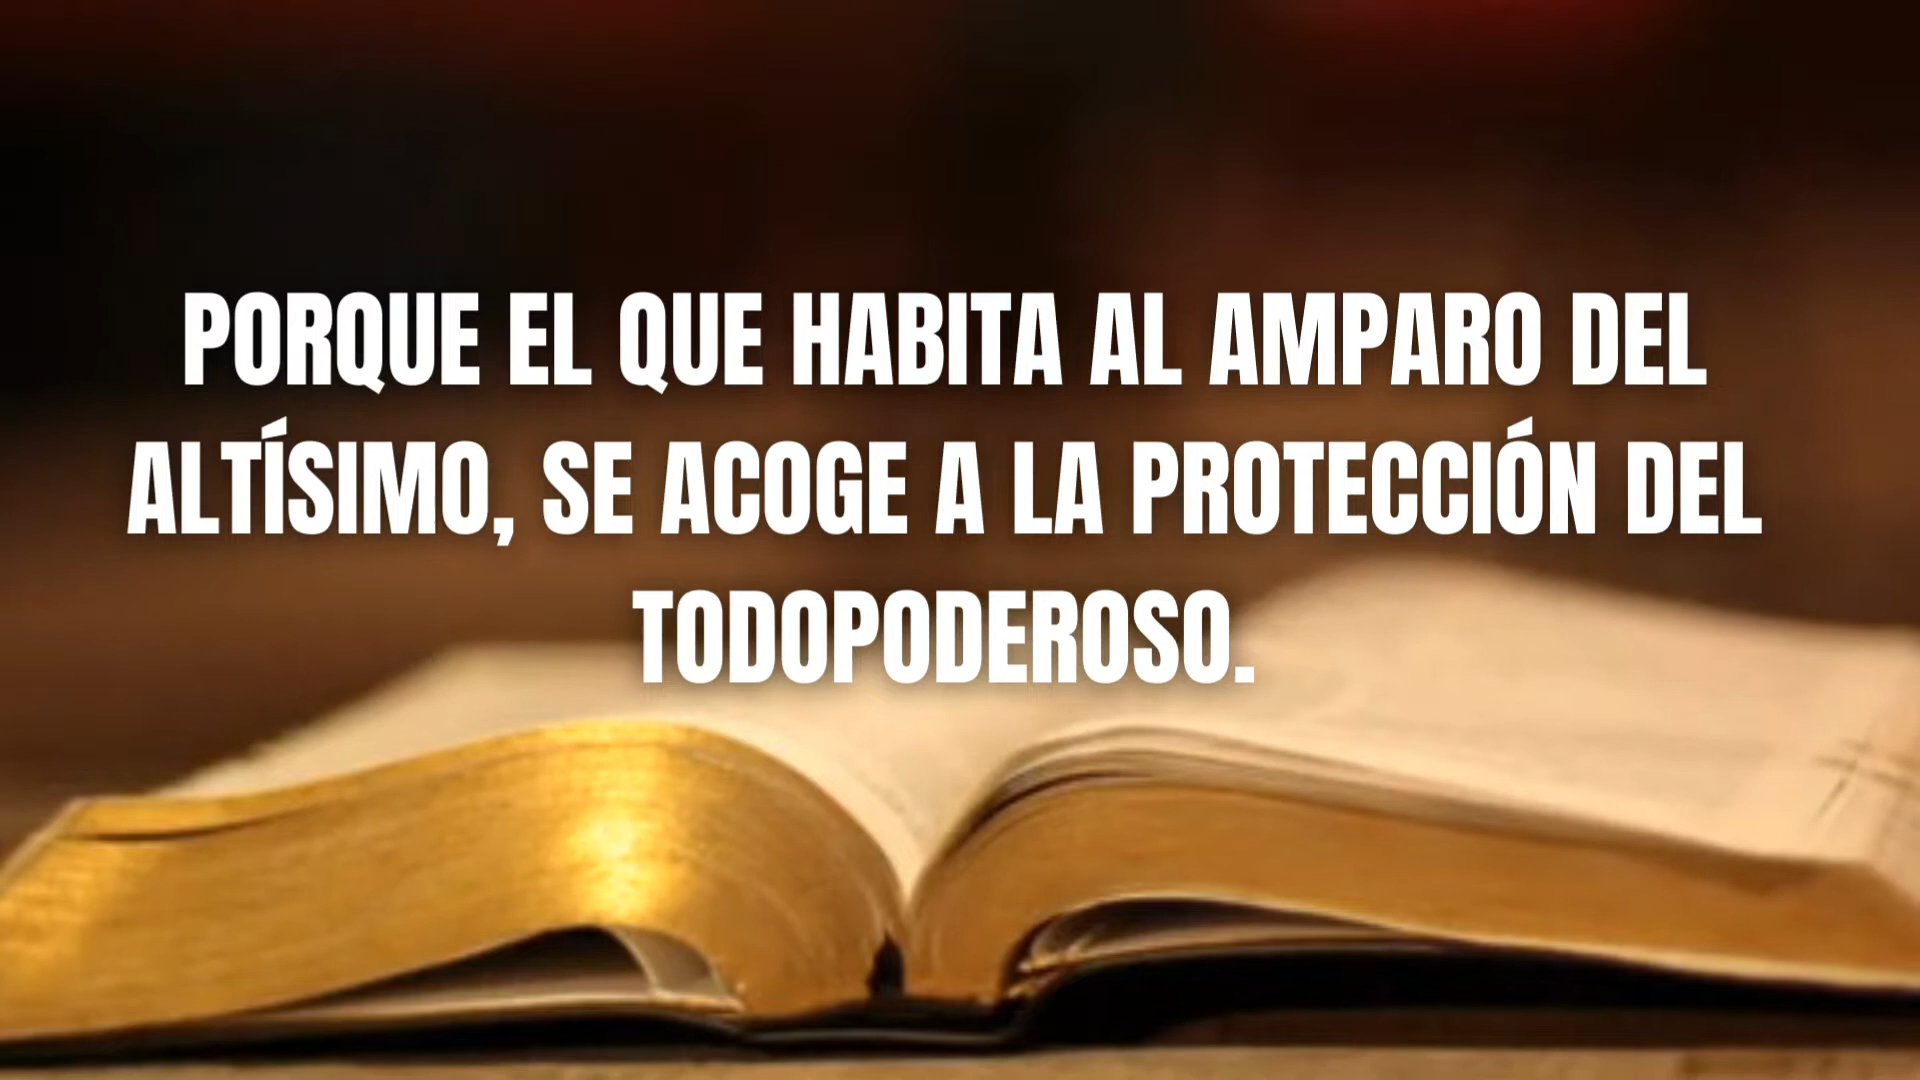 PORQUE EL QUE HABITA AL AMPARO DEL
ALTÍSIMO, SE ACOGE A LA PROTECCIÓN DEL
TODOPODEROSO.